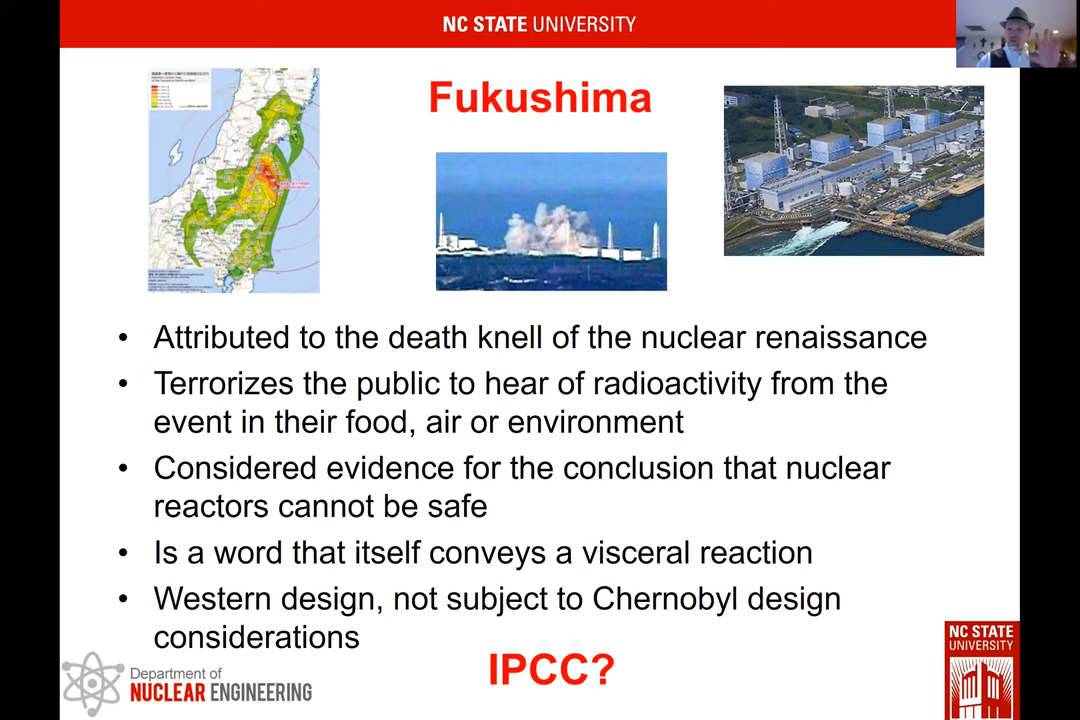 NC STATE UNIVERSITY
Fukushima
• Attributed to the death knell of the nuclear renaissance
• Terrorizes the public to hear of radioactivity from the
event in their food, air or environment
• Considered evidence for the conclusion that nuclear
reactors cannot be safe
• Is a word that itself conveys a visceral reaction
• Western design, not subject to Chernobyl design
considerations
IPCC?
Department of
NUCLEAR ENGINEERING
NC STATE
UNIVERSITY